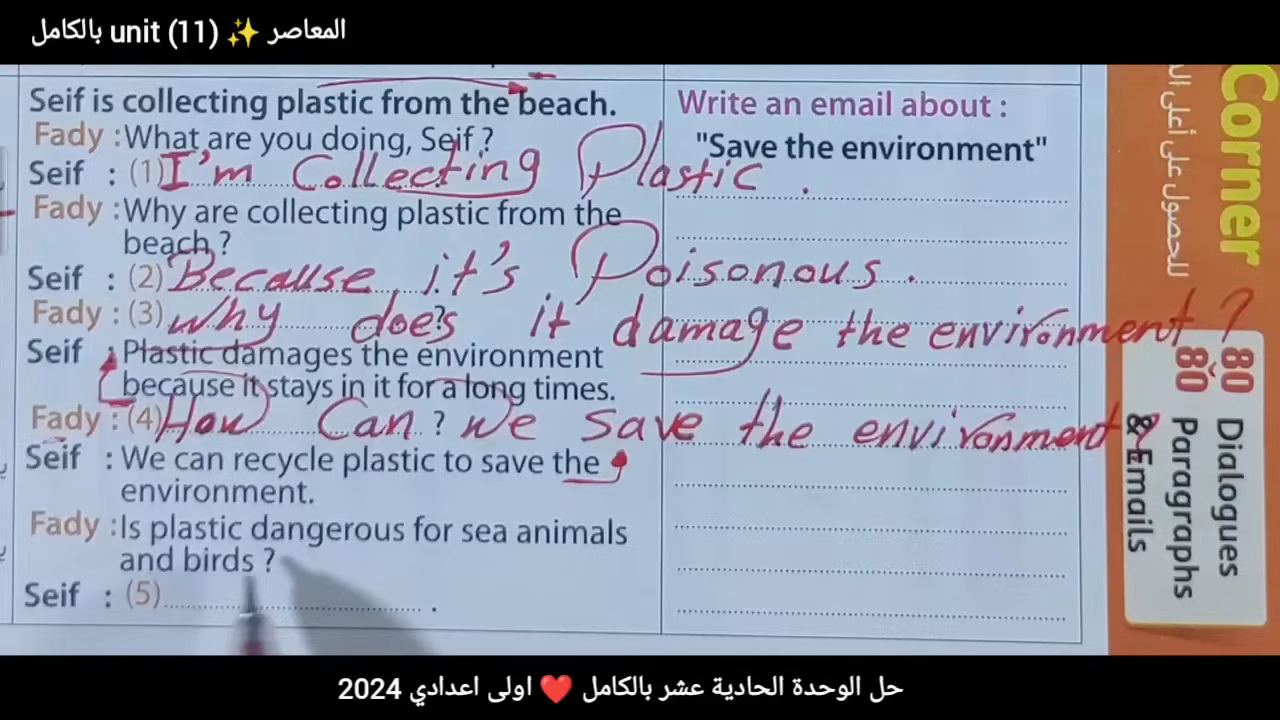 المعاصر ✨ unit (11) بالكامل
Seif is collecting plastic from the beach.
Fady : What are you doing, Seif ?
Seif : (1) I'm Collecting Plastic .
Fady : Why are collecting plastic from the
beach ?
Seif : (2) Because it's Poisonous .
Fady : (3) Why does it damage the environment ?
Seif : Plastic damages the environment
because it stays in it for a long times.
Fady : (4) How Can ? we save the environment ?
Seif : We can recycle plastic to save the
environment.
Fady : Is plastic dangerous for sea animals
and birds ?
Seif : (5) .................................... .
Write an email about :
"Save the environment"
Corner
للحصول على أعلى
80 Dialogues
80 Paragraphs
& Emails
حل الوحدة الحادية عشر بالكامل ❤️ اولى اعدادي 2024